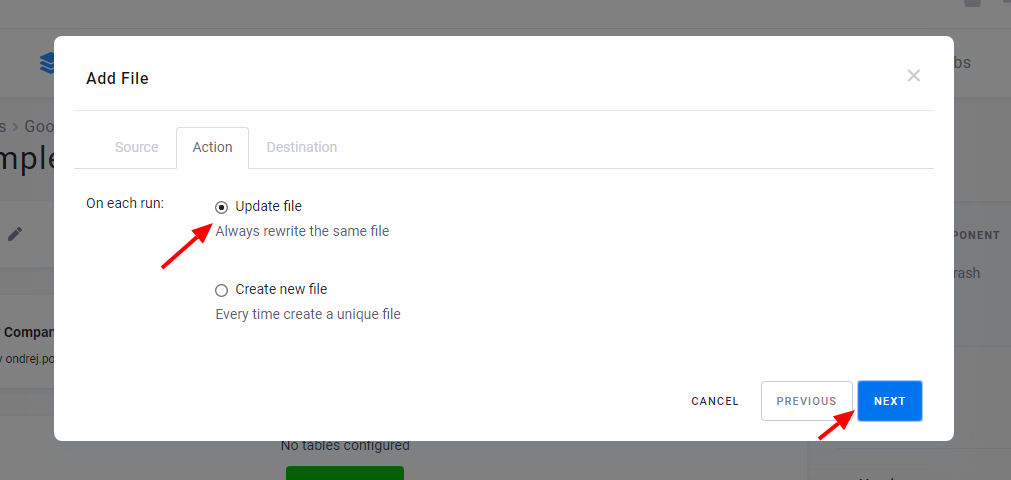 bs
Add File
s > Goo
mple
Source
Action
Destination
On each run:
Update file
Always rewrite the same file
Create new file
Every time create a unique file
PONENT
rash
Compan
y ondrej.po
CANCEL
PREVIOUS
NEXT
No tables configured